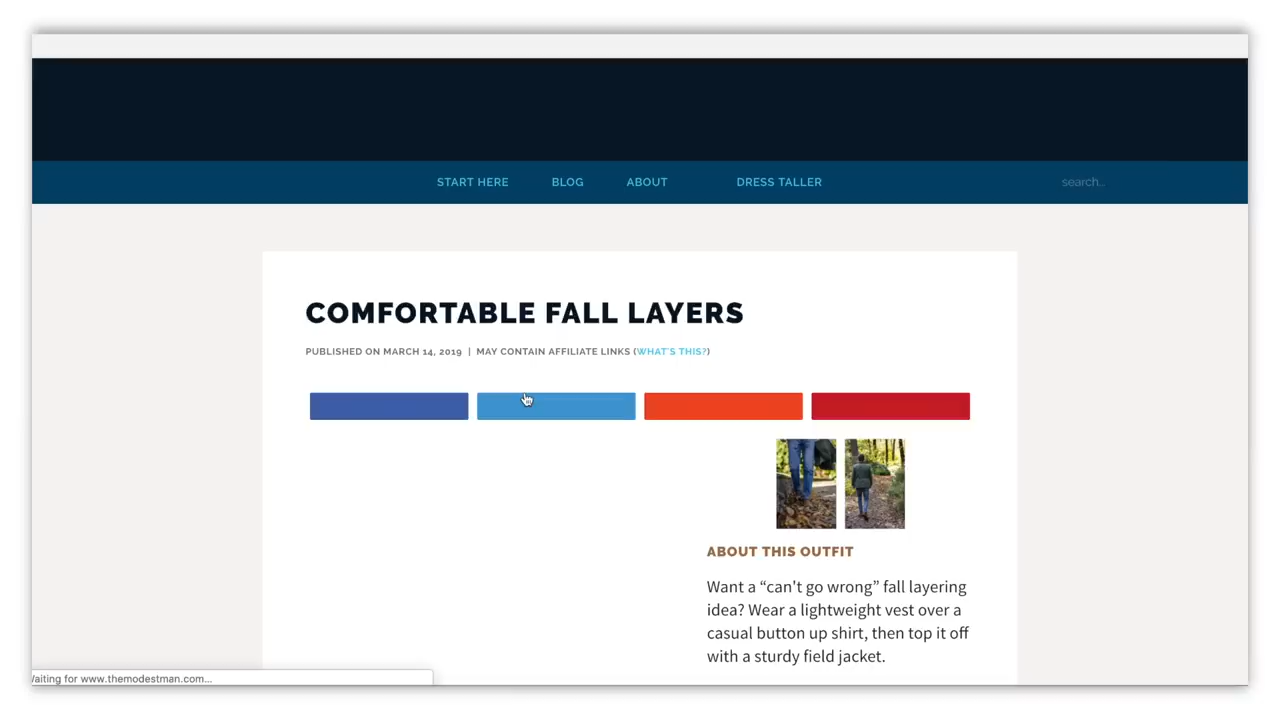 START HERE BLOG ABOUT DRESS TALLER search...
COMFORTABLE FALL LAYERS
PUBLISHED ON MARCH 14, 2019 | MAY CONTAIN AFFILIATE LINKS (WHAT'S THIS?)
ABOUT THIS OUTFIT
Want a “can't go wrong” fall layering
idea? Wear a lightweight vest over a
casual button up shirt, then top it off
with a sturdy field jacket.
Waiting for www.themodestman.com...